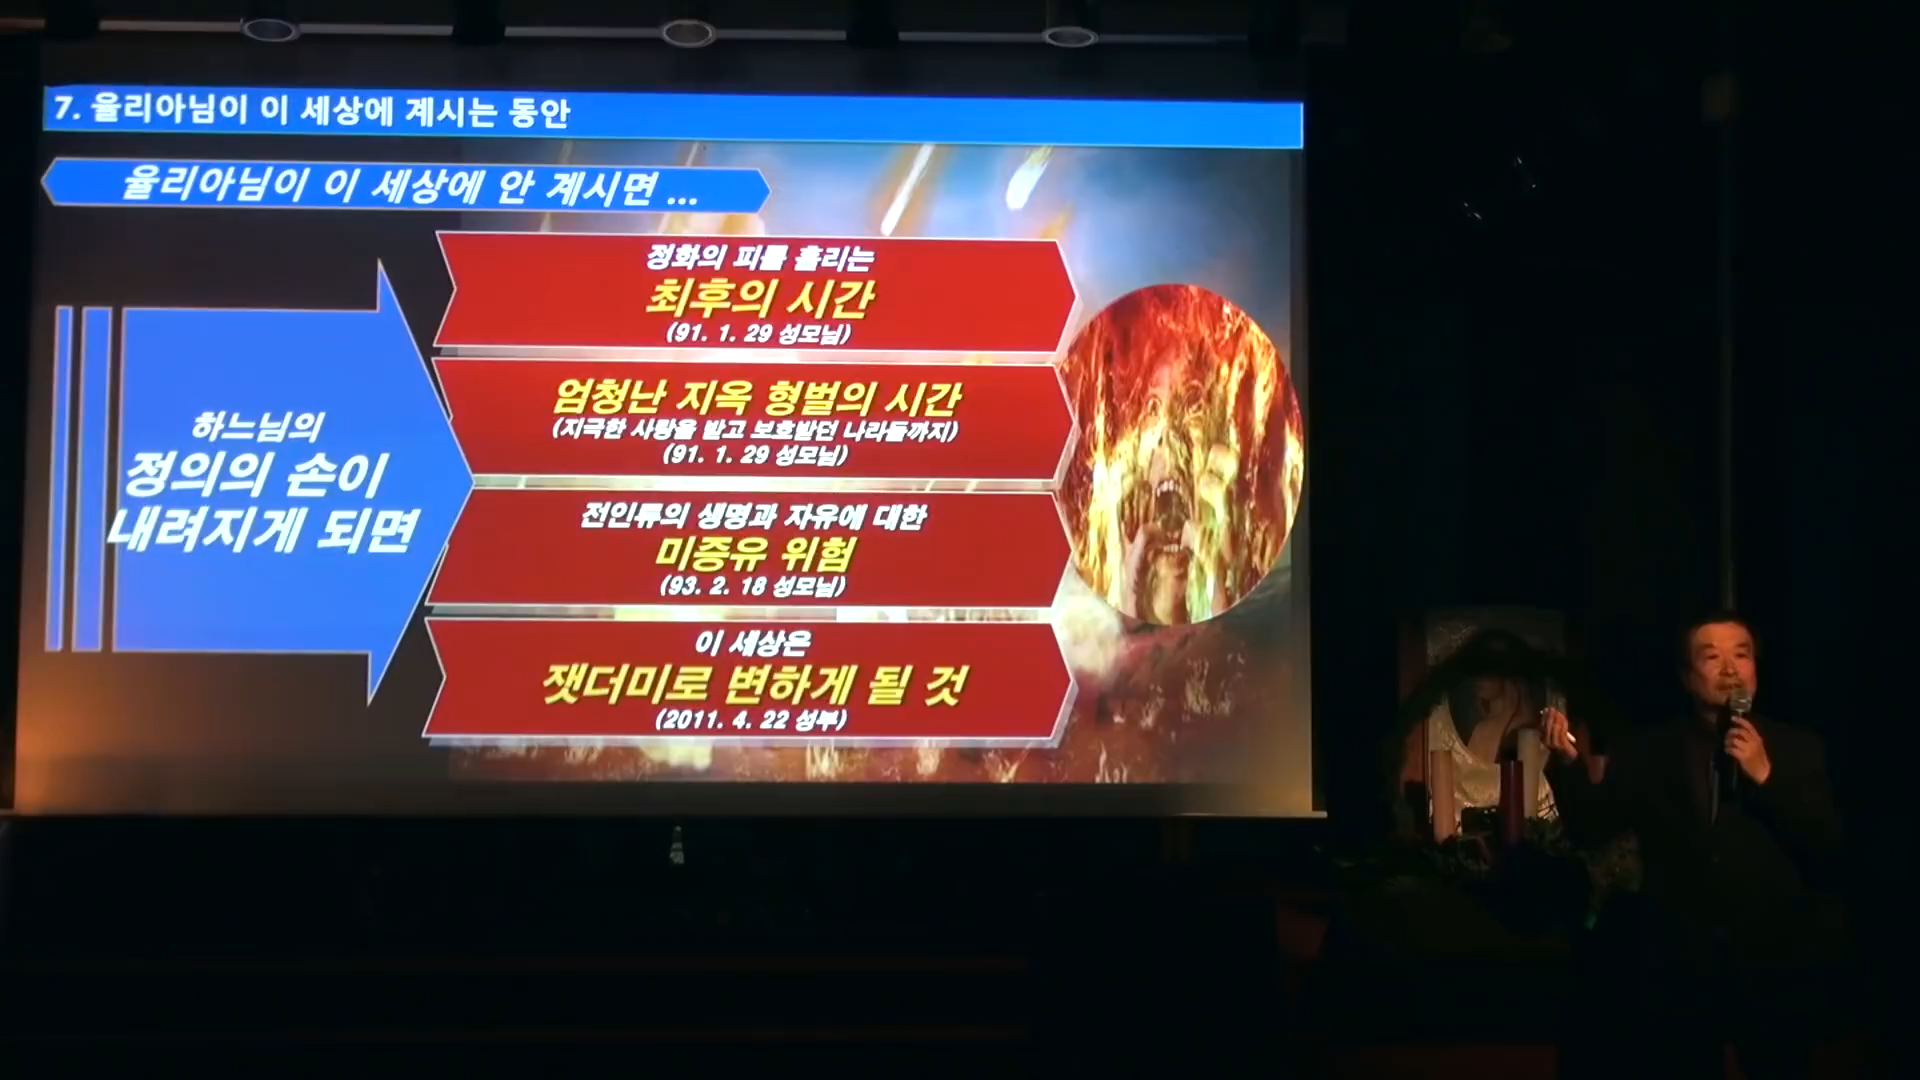 7. 율리아님이 이 세상에 계시는 동안
율리아님이 이 세상에 안 계시면 ...
하느님의
정의의 손이
내려지게 되면
정화의 피를 흘리는
최후의 시간
(91. 1. 29 성모님)
엄청난 지옥 형벌의 시간
(지극한 사랑을 받고 보호받던 나라들까지)
(91. 1. 29 성모님)
전인류의 생명과 자유에 대한
미증유 위험
(93. 2. 18 성모님)
이 세상은
잿더미로 변하게 될 것
(2011. 4. 22 성부)